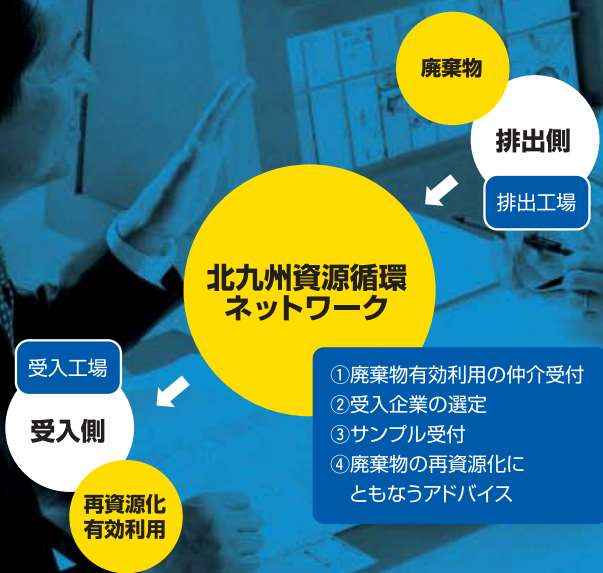 廃棄物
排出側
排出工場
北九州資源循環
ネットワーク
受入工場
受入側
再資源化
有効利用
①廃棄物有効利用の仲介受付
②受入企業の選定
③サンプル受付
④廃棄物の再資源化に
ともなうアドバイス